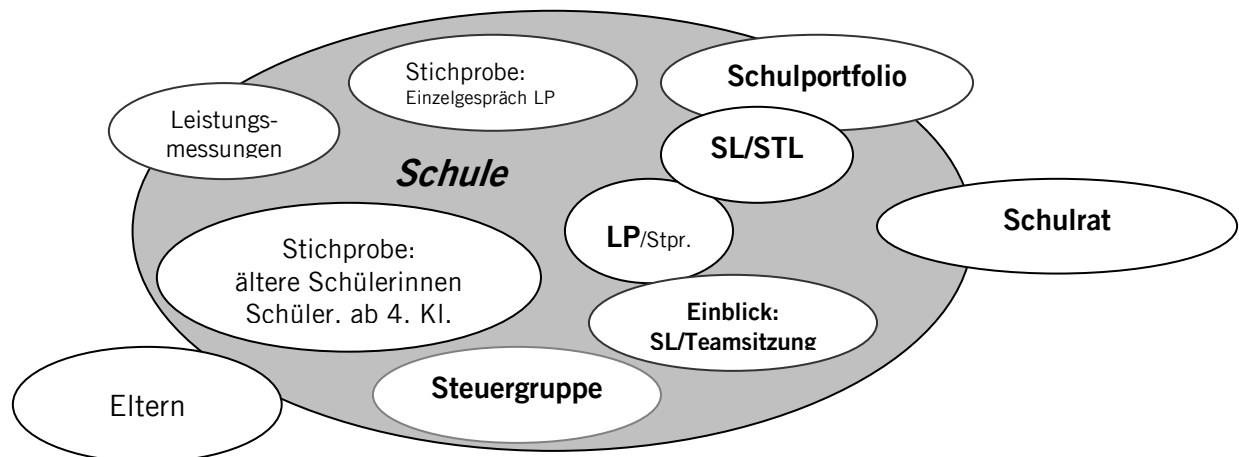 Stichprobe:
Einzelgespräch LP
Schulportfolio
Leistungs-
messungen
SL/STL
Schule
LP/Stpr.
Schulrat
Stichprobe:
ältere Schülerinnen
Schüler. ab 4. Kl.
Einblick:
SL/Teamsitzung
Steuergruppe
Eltern